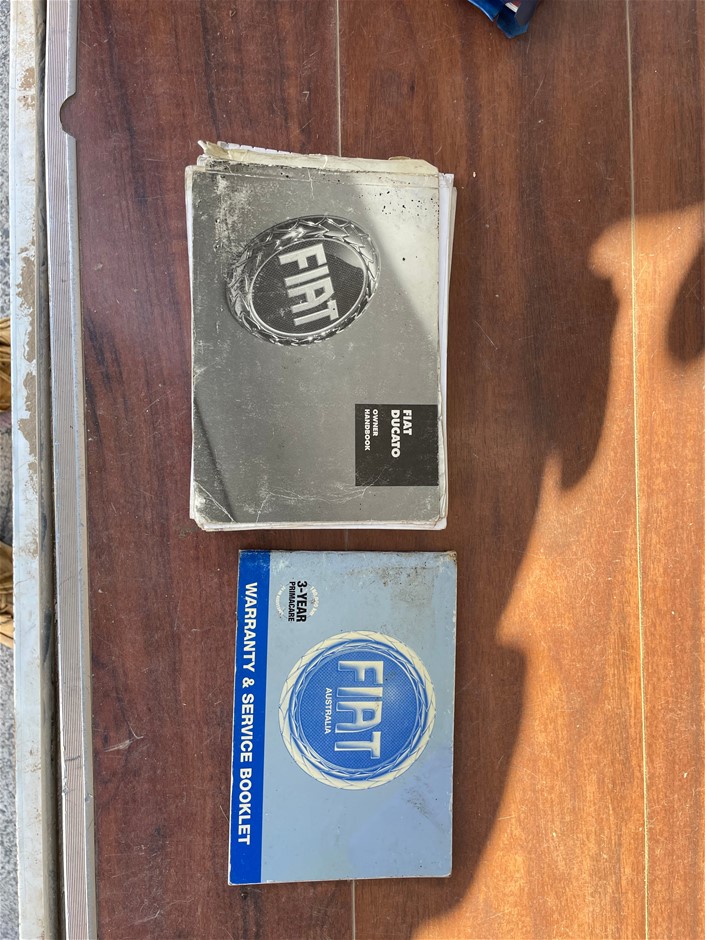 FIAT
FIAT
DUCATO
OWNER
HANDBOOK
3-YEAR
PRIMACARE
FIAT
AUSTRALIA
WARRANTY & SERVICE BOOKLET